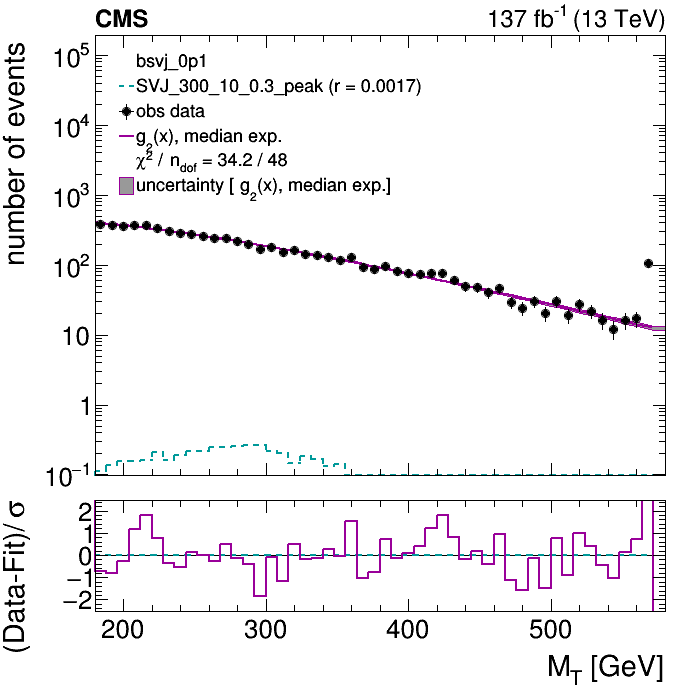 CMS 137 fb⁻¹ (13 TeV)
number of events
10⁵
10⁴
10³
10²
10
1
10⁻¹
bsvj_0p1
SVJ_300_10_0.3_peak (r = 0.0017)
obs data
g₂(x), median exp.
χ² / n_dof = 34.2 / 48
uncertainty [ g₂(x), median exp.]
(Data-Fit)/ σ
2
1
0
−1
−2
200 300 400 500
M_T [GeV]